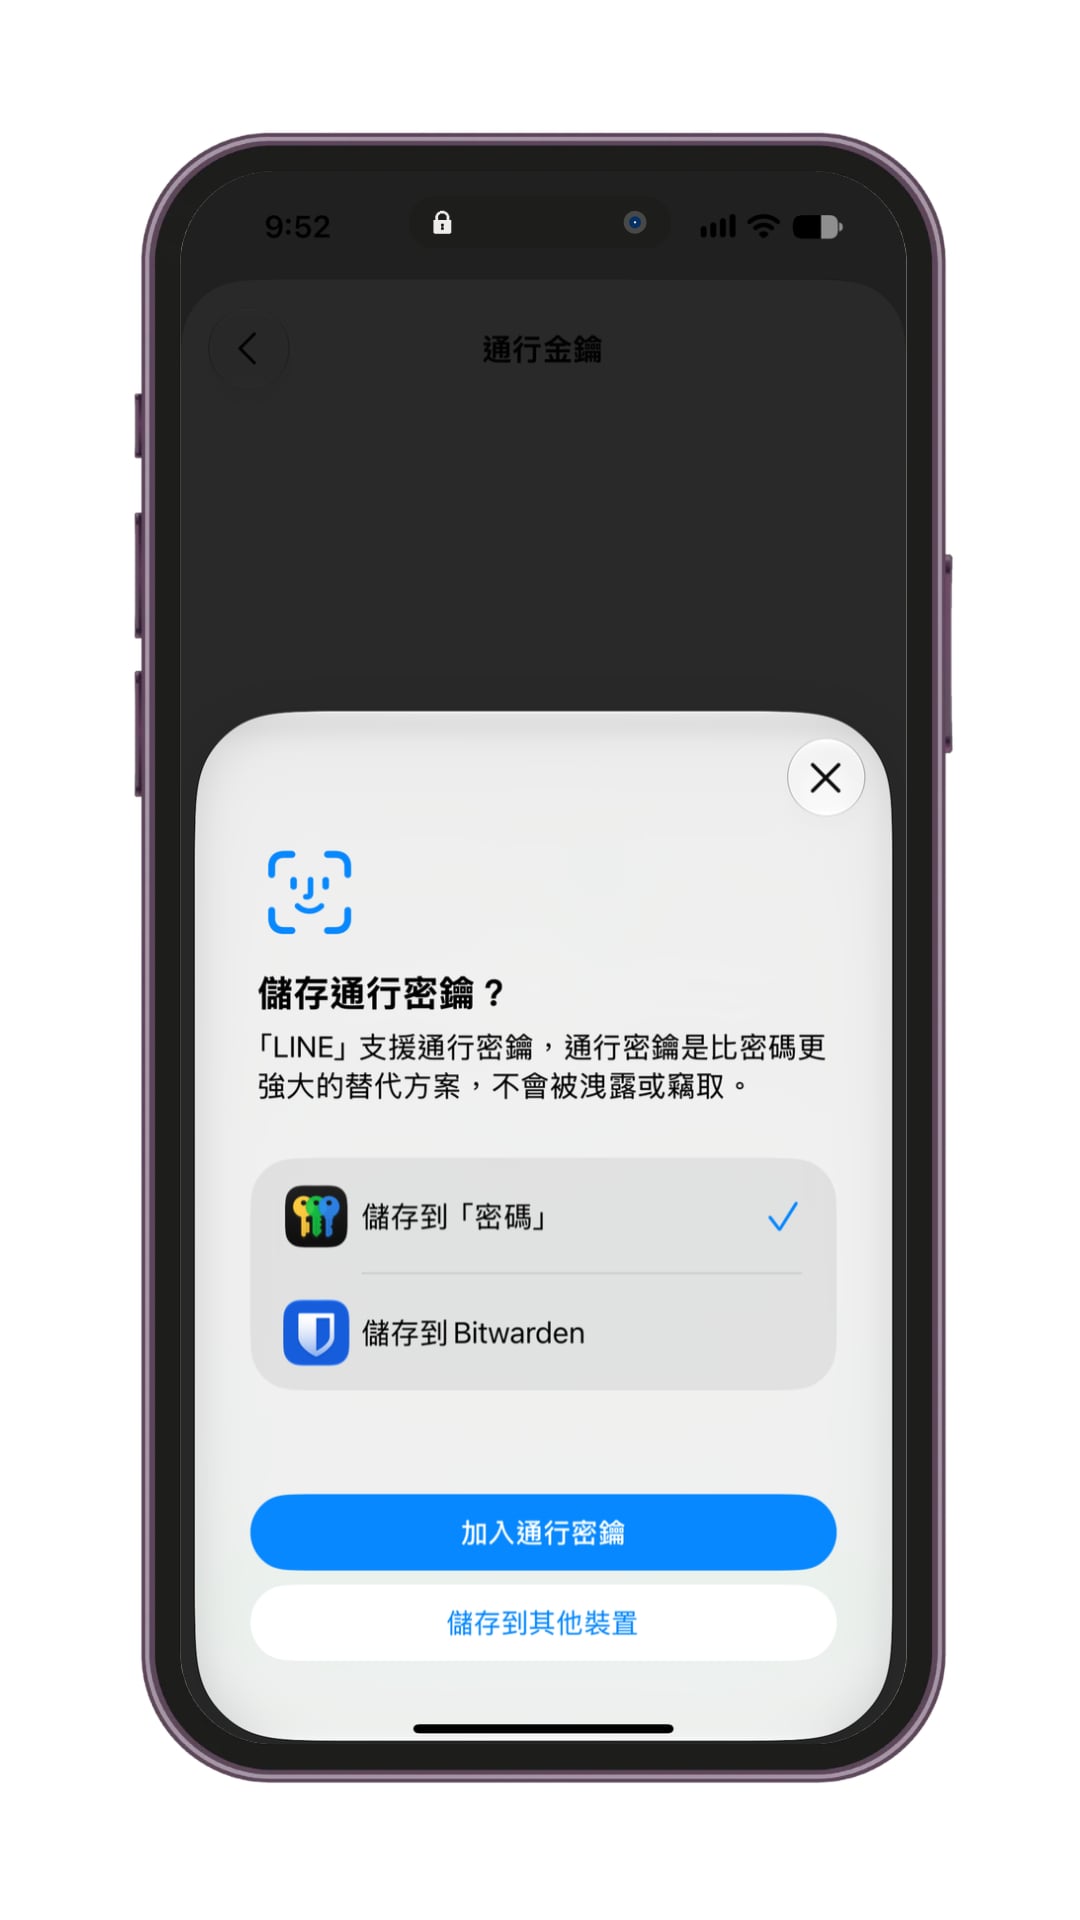 9:52
通行金鑰
儲存通行密鑰？
「LINE」支援通行密鑰，通行密鑰是比密碼更
強大的替代方案，不會被洩露或竊取。
儲存到「密碼」
儲存到 Bitwarden
加入通行密鑰
儲存到其他裝置